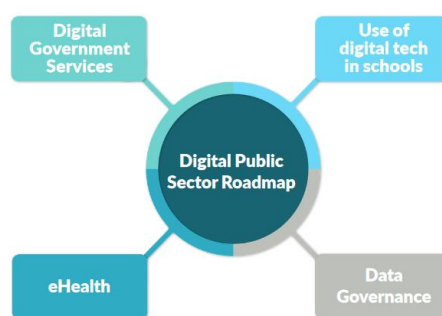 Digital
Government
Services
Use of
digital tech
in schools
Digital Public
Sector Roadmap
eHealth
Data
Governance